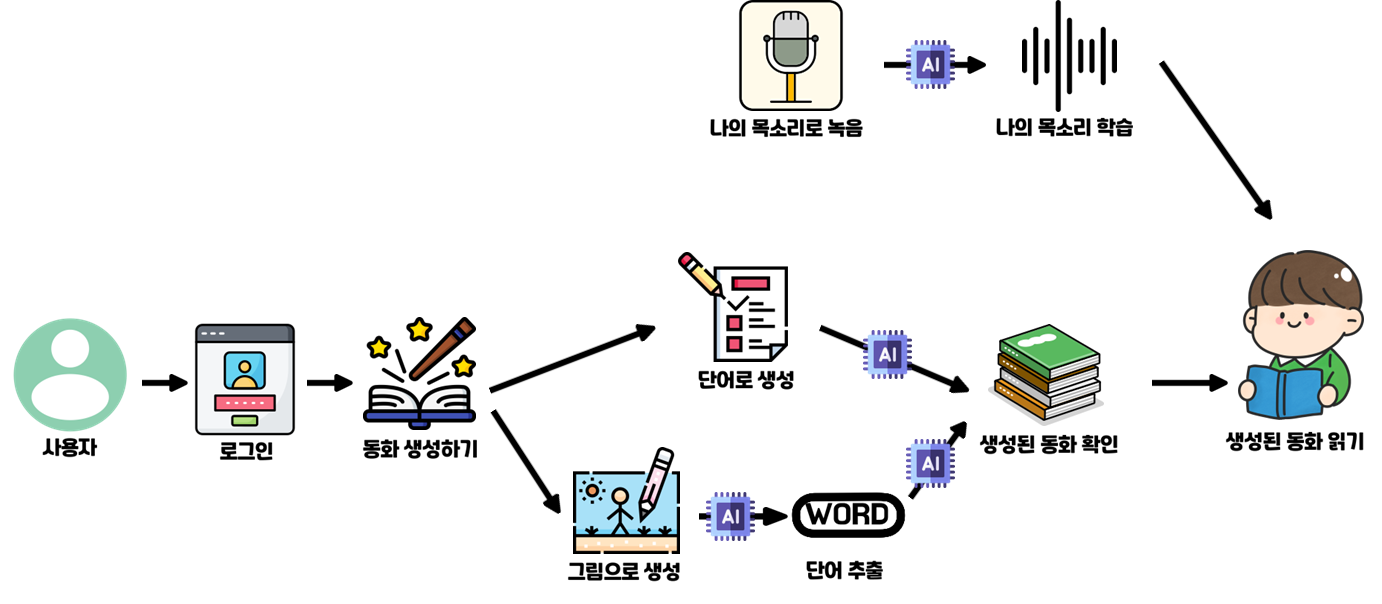 나의 목소리로 녹음
AI
나의 목소리 학습
사용자
로그인
동화 생성하기
단어로 생성
AI
그림으로 생성
AI
WORD
단어 추출
AI
생성된 동화 확인
생성된 동화 읽기